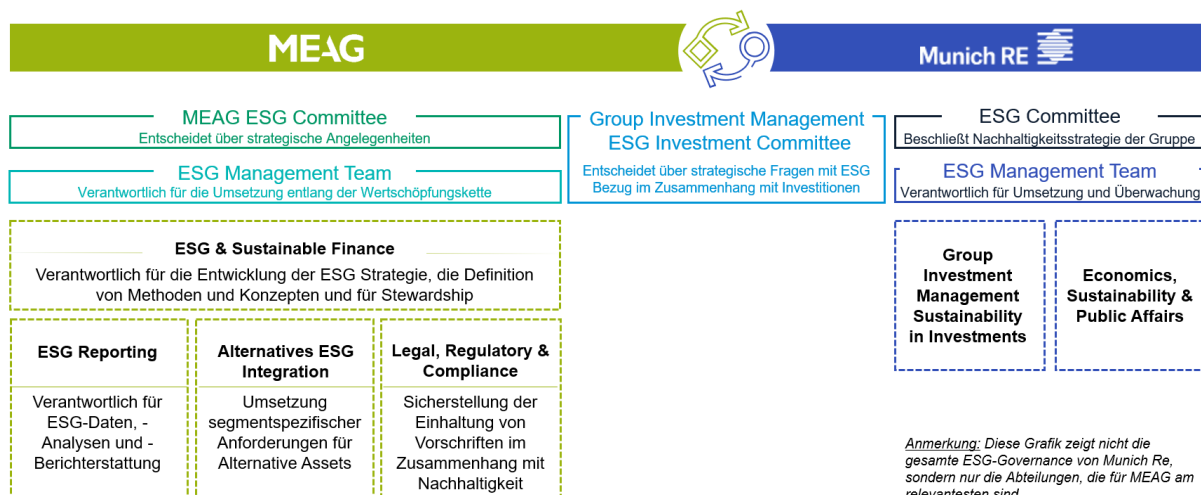 MEAG
Munich RE
MEAG ESG Committee
Entscheidet über strategische Angelegenheiten
ESG Management Team
Verantwortlich für die Umsetzung entlang der Wertschöpfungskette
Group Investment Management
ESG Investment Committee
Entscheidet über strategische Fragen mit ESG
Bezug im Zusammenhang mit Investitionen
ESG Committee
Beschließt Nachhaltigkeitsstrategie der Gruppe
ESG Management Team
Verantwortlich für Umsetzung und Überwachung
ESG & Sustainable Finance
Verantwortlich für die Entwicklung der ESG Strategie, die Definition
von Methoden und Konzepten und für Stewardship
ESG Reporting
Verantwortlich für
ESG-Daten, -
Analysen und -
Berichterstattung
Alternatives ESG
Integration
Umsetzung
segmentspezifischer
Anforderungen für
Alternative Assets
Legal, Regulatory &
Compliance
Sicherstellung der
Einhaltung von
Vorschriften im
Zusammenhang mit
Nachhaltigkeit
Group
Investment
Management
Sustainability
in Investments
Economics,
Sustainability &
Public Affairs
Anmerkung: Diese Grafik zeigt nicht die
gesamte ESG-Governance von Munich Re,
sondern nur die Abteilungen, die für MEAG am
relevantesten sind